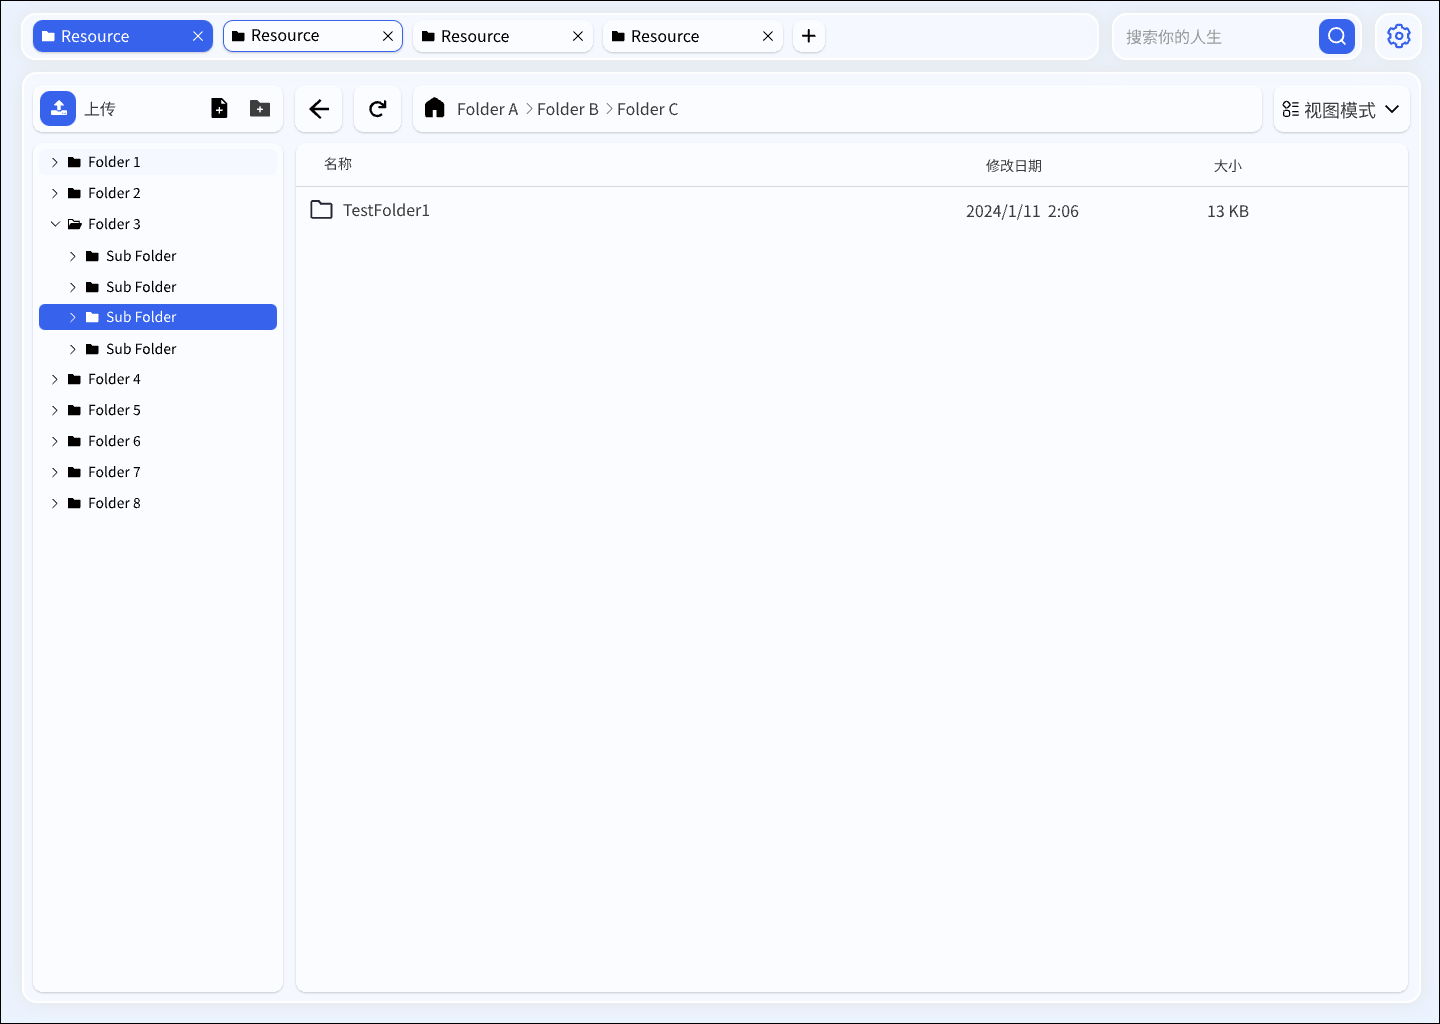 Resource
Resource
Resource
Resource
搜索你的人生
上传
Folder A > Folder B > Folder C
视图模式
Folder 1
Folder 2
Folder 3
Sub Folder
Sub Folder
Sub Folder
Sub Folder
Folder 4
Folder 5
Folder 6
Folder 7
Folder 8
名称 修改日期 大小
TestFolder1 2024/1/11 2:06 13 KB